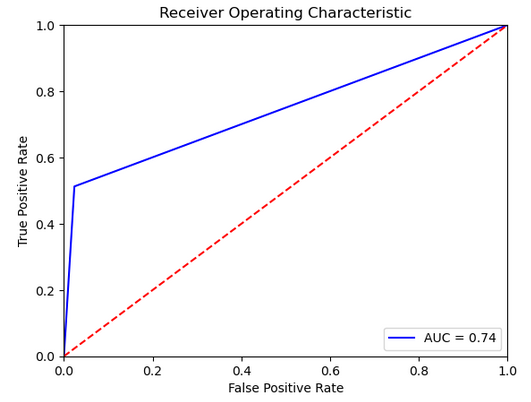 Receiver Operating Characteristic
1.0
0.8
0.6
0.4
0.2
0.0
True Positive Rate
AUC = 0.74
0.0 0.2 0.4 0.6 0.8 1.0
False Positive Rate